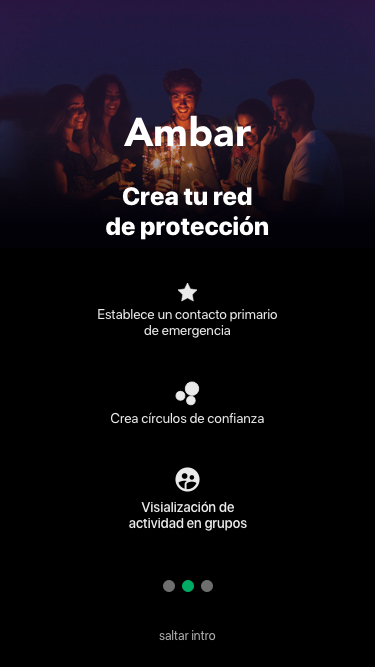 Ambar
Crea tu red
de protección
Establece un contacto primario
de emergencia
Crea círculos de confianza
Visialización de
actividad en grupos
saltar intro